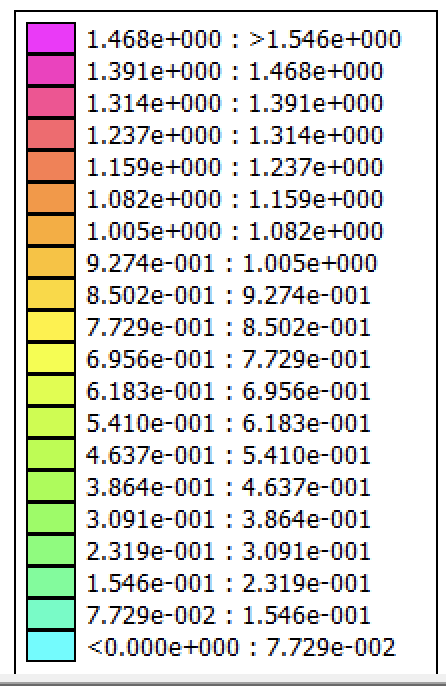 1.468e+000 : >1.546e+000
1.391e+000 : 1.468e+000
1.314e+000 : 1.391e+000
1.237e+000 : 1.314e+000
1.159e+000 : 1.237e+000
1.082e+000 : 1.159e+000
1.005e+000 : 1.082e+000
9.274e-001 : 1.005e+000
8.502e-001 : 9.274e-001
7.729e-001 : 8.502e-001
6.956e-001 : 7.729e-001
6.183e-001 : 6.956e-001
5.410e-001 : 6.183e-001
4.637e-001 : 5.410e-001
3.864e-001 : 4.637e-001
3.091e-001 : 3.864e-001
2.319e-001 : 3.091e-001
1.546e-001 : 2.319e-001
7.729e-002 : 1.546e-001
<0.000e+000 : 7.729e-002